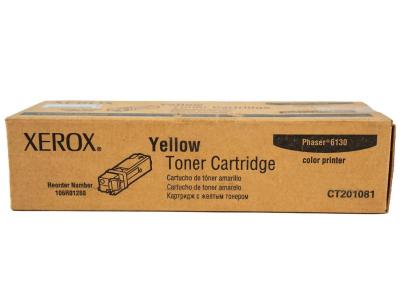 XEROX.
Reorder Number
106R01280
Yellow
Toner Cartridge
Cartucho de tóner amarillo
Cartucho de toner amarelo
Картридж с желтым тонером
Phaser® 6130
color printer
CT201081